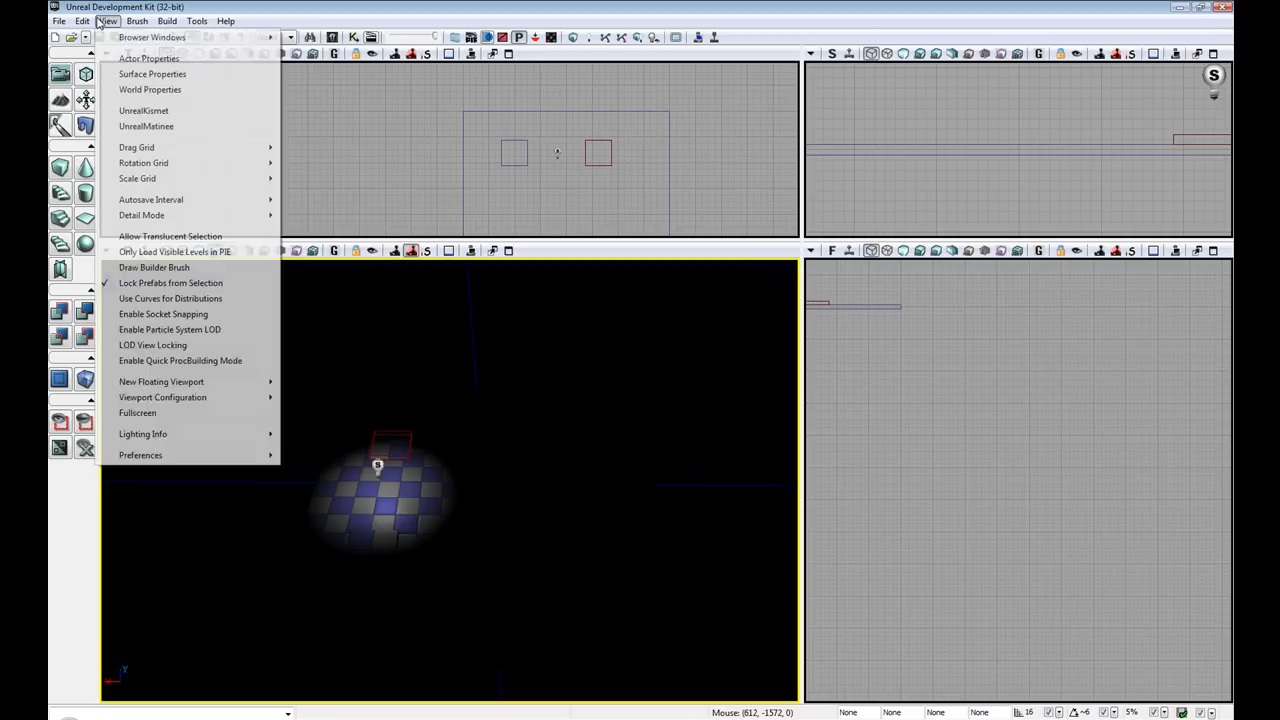 Unreal Development Kit (32-bit)
File Edit View Brush Build Tools Help
Browser Windows
Actor Properties
Surface Properties
World Properties
UnrealKismet
UnrealMatinee
Drag Grid
Rotation Grid
Scale Grid
Autosave Interval
Detail Mode
Allow Translucent Selection
Only Load Visible Levels in PIE
Draw Builder Brush
Lock Prefabs from Selection
Use Curves for Distributions
Enable Socket Snapping
Enable Particle System LOD
LOD View Locking
Enable Quick ProcBuilding Mode
New Floating Viewport
Viewport Configuration
Fullscreen
Lighting Info
Preferences
K P
G S
S G
G S
F G
S
S
Y
X
Mouse: (612, -1572, 0) None None None None 16 ~6 5%